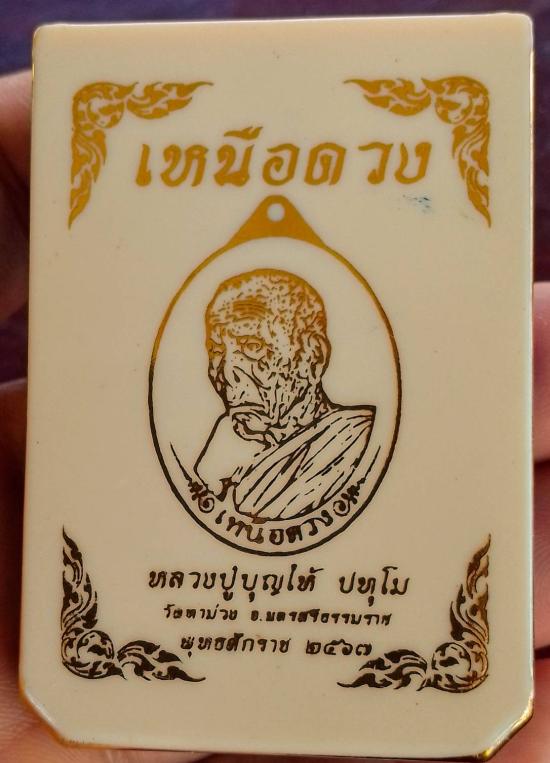 เหนือดวง
เหนือดวง
หลวงปู่บุญให้ ปทุโม
วัดท่าม่วง จ.นครศรีธรรมราช
พุทธศักราช ๒๕๖๗